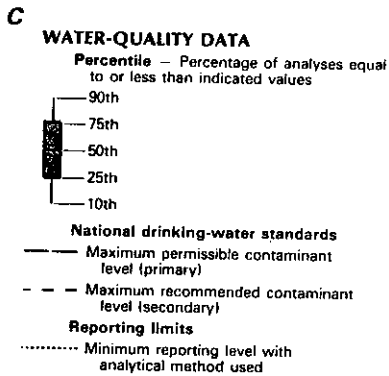 C
WATER-QUALITY DATA
Percentile – Percentage of analyses equal
to or less than indicated values
90th
75th
50th
25th
10th
National drinking-water standards
Maximum permissible contaminant
level (primary)
Maximum recommended contaminant
level (secondary)
Reporting limits
Minimum reporting level with
analytical method used